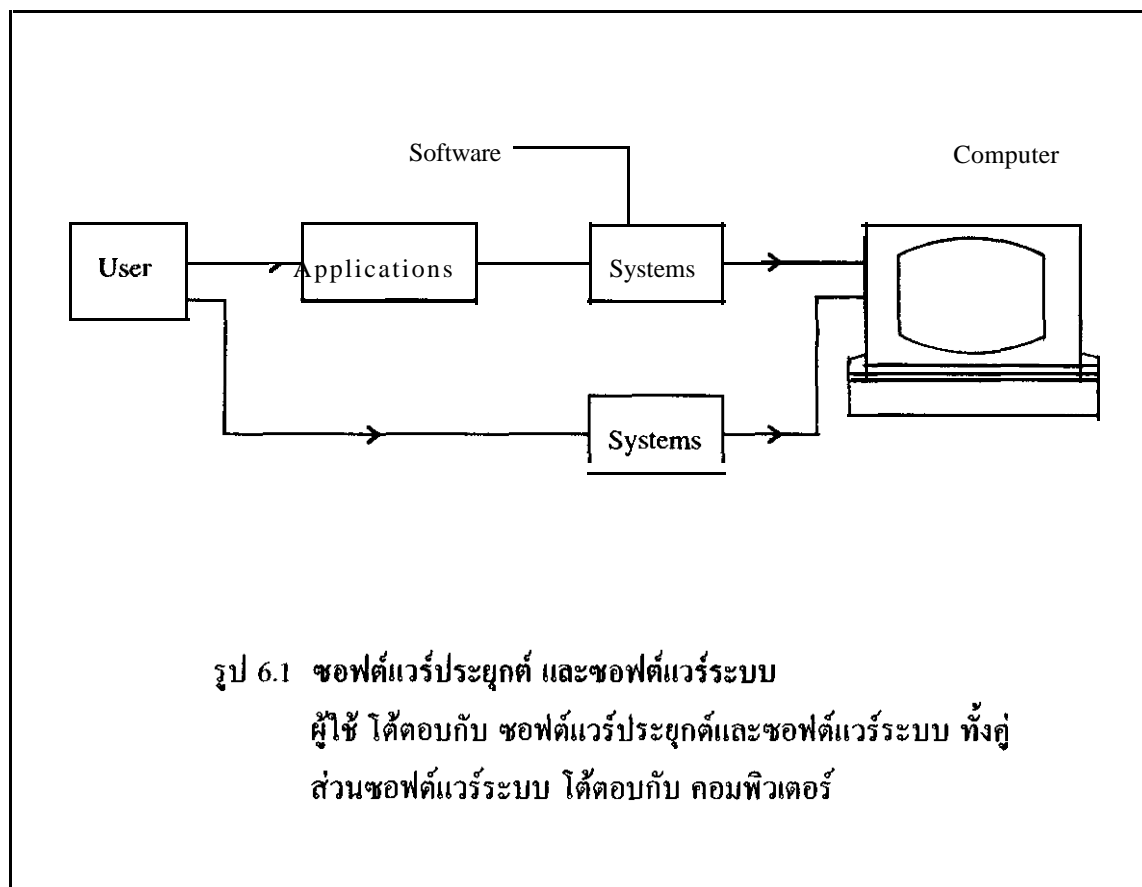 Software
Computer
User
Applications
Systems
Systems
รูป 6.1 ซอฟต์แวร์ประยุกต์ และซอฟต์แวร์ระบบ
ผู้ใช้ โต้ตอบกับ ซอฟต์แวร์ประยุกต์และซอฟต์แวร์ระบบ ทั้งคู่
ส่วนซอฟต์แวร์ระบบ โต้ตอบกับ คอมพิวเตอร์